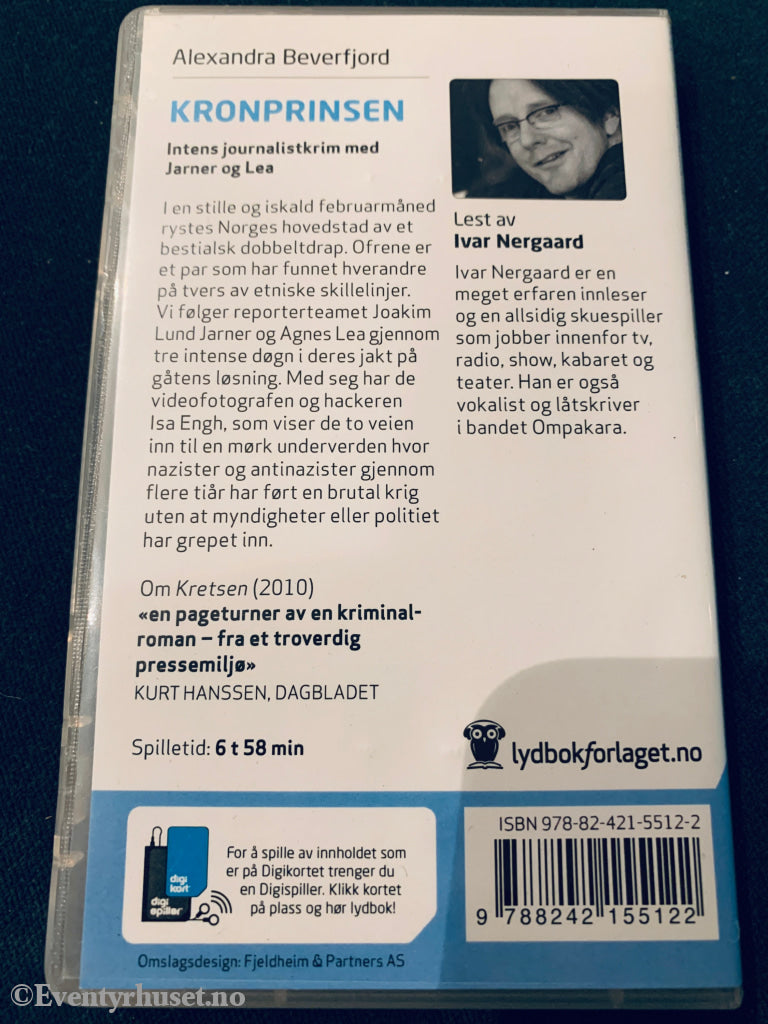 Alexandra Beverfjord
KRONPRINSEN
Intens journalistkrim med
Jarner og Lea
I en stille og iskald februarmåned
rystes Norges hovedstad av et
bestialsk dobbeltdrap. Ofrene er
et par som har funnet hverandre
på tvers av etniske skillelinjer.
Vi følger reporterteamet Joakim
Lund Jarner og Agnes Lea gjennom
tre intense døgn i deres jakt på
gåtens løsning. Med seg har de
videofotografen og hackeren
Isa Engh, som viser de to veien
inn til en mørk underverden hvor
nazister og antinazister gjennom
flere tiår har ført en brutal krig
uten at myndigheter eller politiet
har grepet inn.
Om Kretsen (2010)
«en pageturner av en kriminal-
roman – fra et troverdig
pressemiljø»
KURT HANSSEN, DAGBLADET
Spilletid: 6 t 58 min
Lest av
Ivar Nergaard
Ivar Nergaard er en
meget erfaren innleser
og en allsidig skuespiller
som jobber innenfor tv,
radio, show, kabaret og
teater. Han er også
vokalist og låtskriver
i bandet Ompakara.
lydbokforlaget.no
digi
kort
digi
spiller
For å spille av innholdet som
er på Digikortet trenger du
en Digispiller. Klikk kortet
på plass og hør lydbok!
Omslagsdesign: Fjeldheim & Partners AS
ISBN 978-82-421-5512-2
9 788242 155122
©Eventyrhuset.no